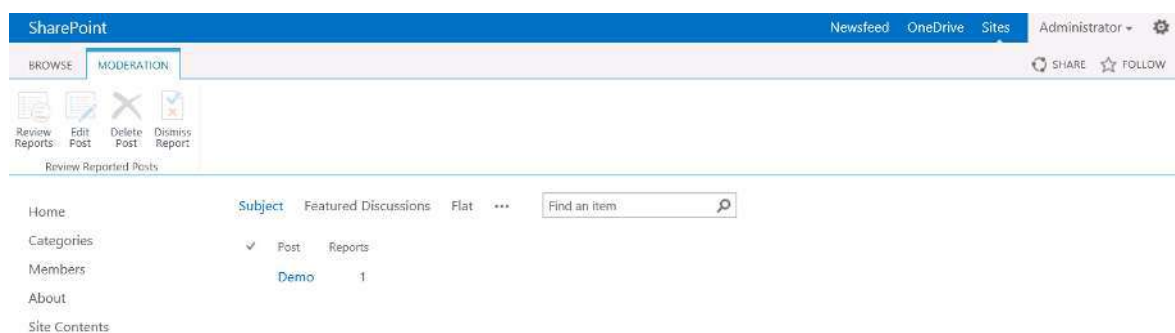 SharePoint Newsfeed OneDrive Sites Administrator
BROWSE MODERATION SHARE FOLLOW
Review Reports Edit Post Delete Post Dismiss Report
Review Reported Posts
Home
Categories
Members
About
Site Contents
Subject Featured Discussions Flat ••• Find an item
Post Reports
Demo 1